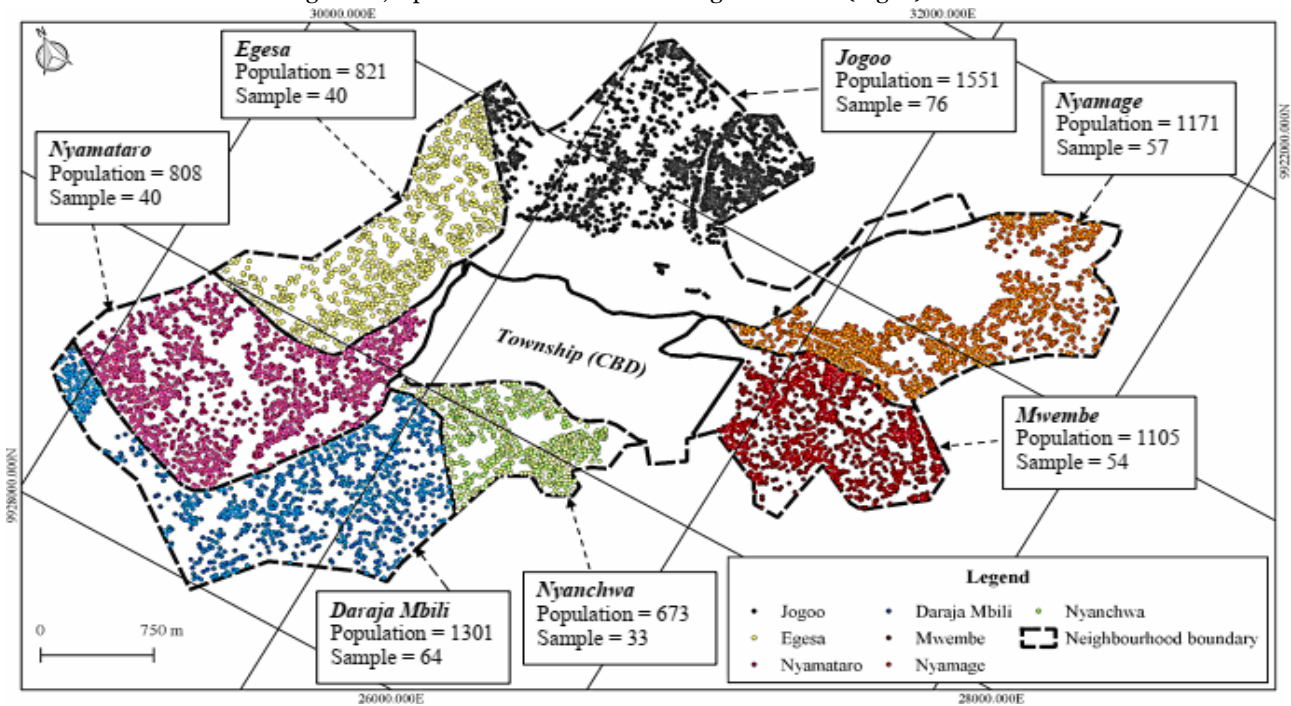 30000.000E
32000.000E
N
Egesa
Population = 821
Sample = 40
Jogoo
Population = 1551
Sample = 76
Nyamage
Population = 1171
Sample = 57
Nyamataro
Population = 808
Sample = 40
9922000.000N
Township (CBD)
Mwembe
Population = 1105
Sample = 54
9928000.000N
Daraja Mbili
Population = 1301
Sample = 64
Nyanchwa
Population = 673
Sample = 33
0 750 m
Legend
Jogoo
Daraja Mbili
Nyanchwa
Egesa
Mwembe
Neighbourhood boundary
Nyamataro
Nyamage
26000.000E
28000.000E